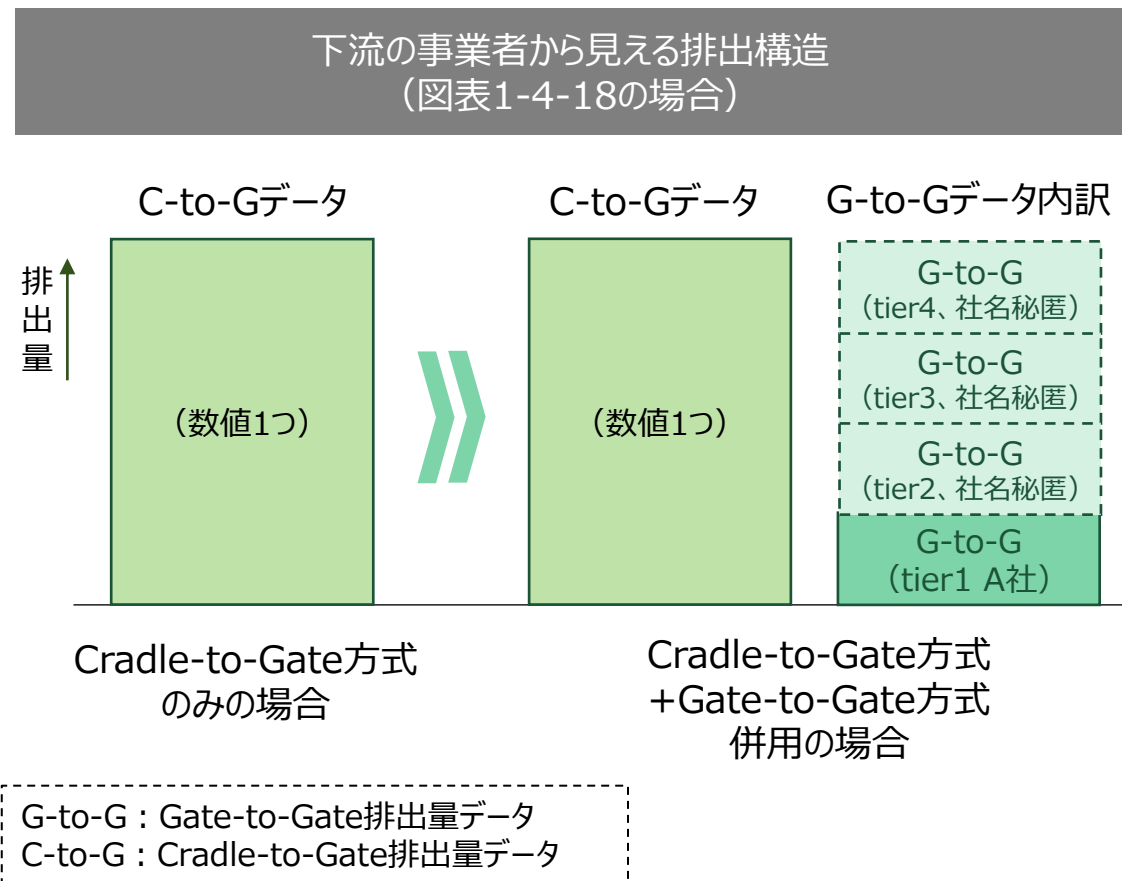 下流の事業者から見える排出構造
（図表1-4-18の場合）
C-to-Gデータ
C-to-Gデータ
G-to-Gデータ内訳
排出量
（数値1つ）
（数値1つ）
G-to-G
（tier4、社名秘匿）
G-to-G
（tier3、社名秘匿）
G-to-G
（tier2、社名秘匿）
G-to-G
（tier1 A社）
Cradle-to-Gate方式
のみの場合
Cradle-to-Gate方式
+Gate-to-Gate方式
併用の場合
G-to-G：Gate-to-Gate排出量データ
C-to-G：Cradle-to-Gate排出量データ